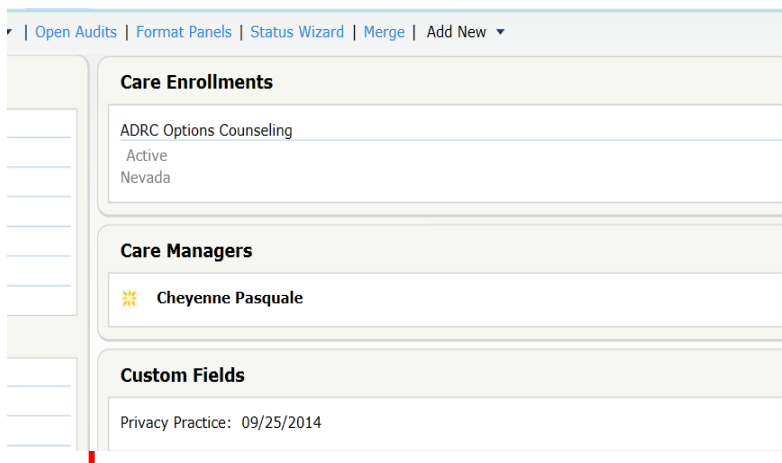 | Open Audits | Format Panels | Status Wizard | Merge | Add New
Care Enrollments
ADRC Options Counseling
Active
Nevada
Care Managers
Cheyenne Pasquale
Custom Fields
Privacy Practice: 09/25/2014